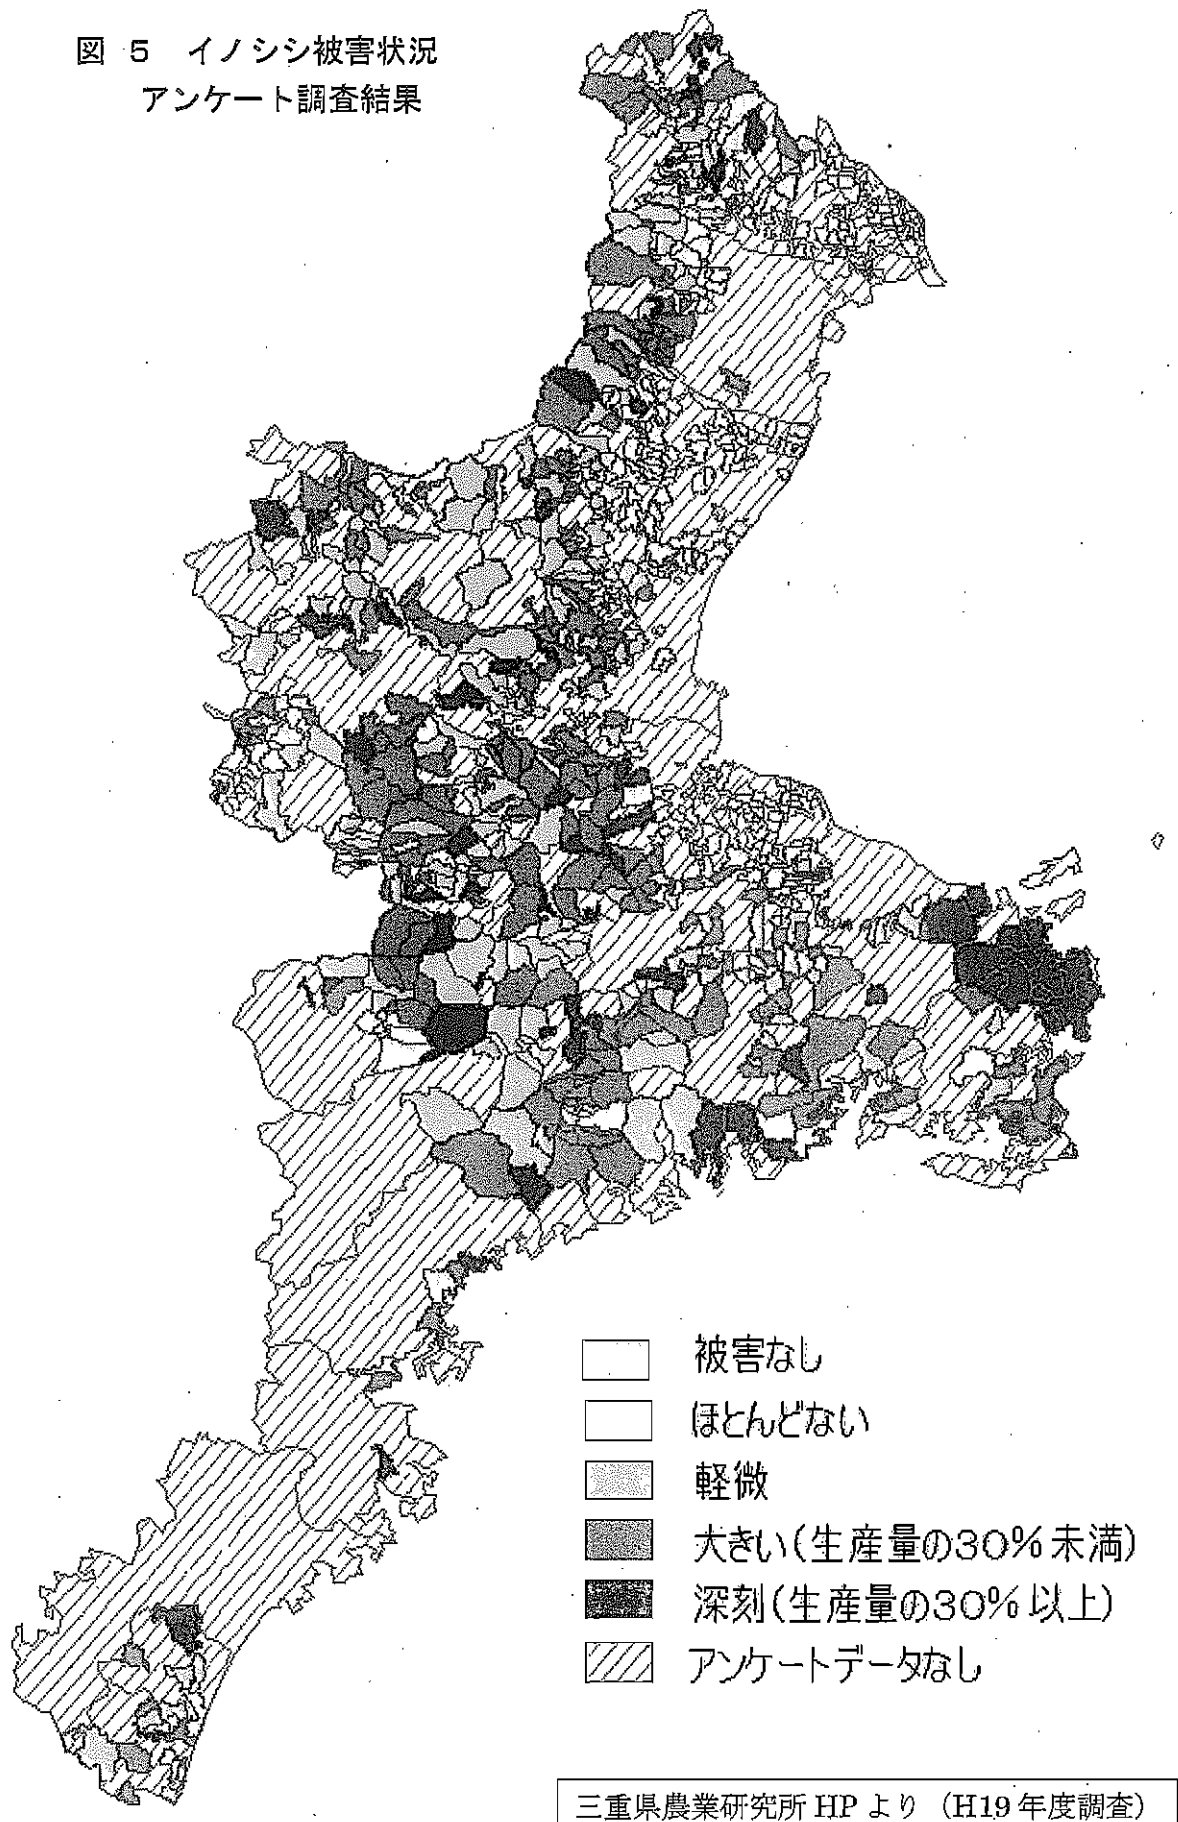 図 5 イノシシ被害状況
アンケート調査結果
被害なし
ほとんどない
軽微
大きい(生産量の30%未満)
深刻(生産量の30%以上)
アンケートデータなし
三重県農業研究所 HP より (H19 年度調査)